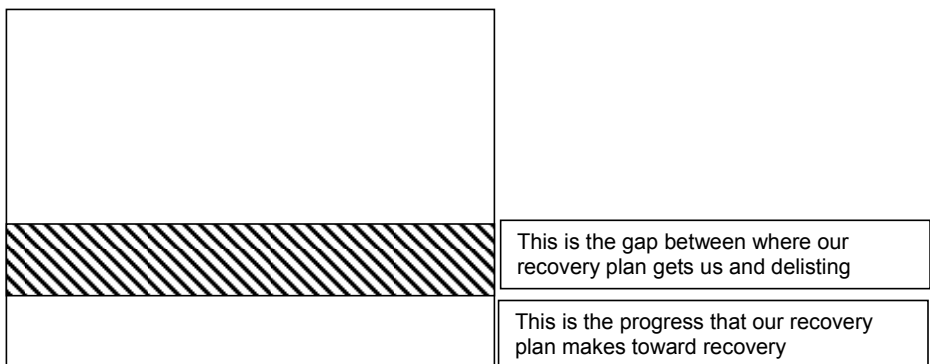 This is the gap between where our
recovery plan gets us and delisting
This is the progress that our recovery
plan makes toward recovery